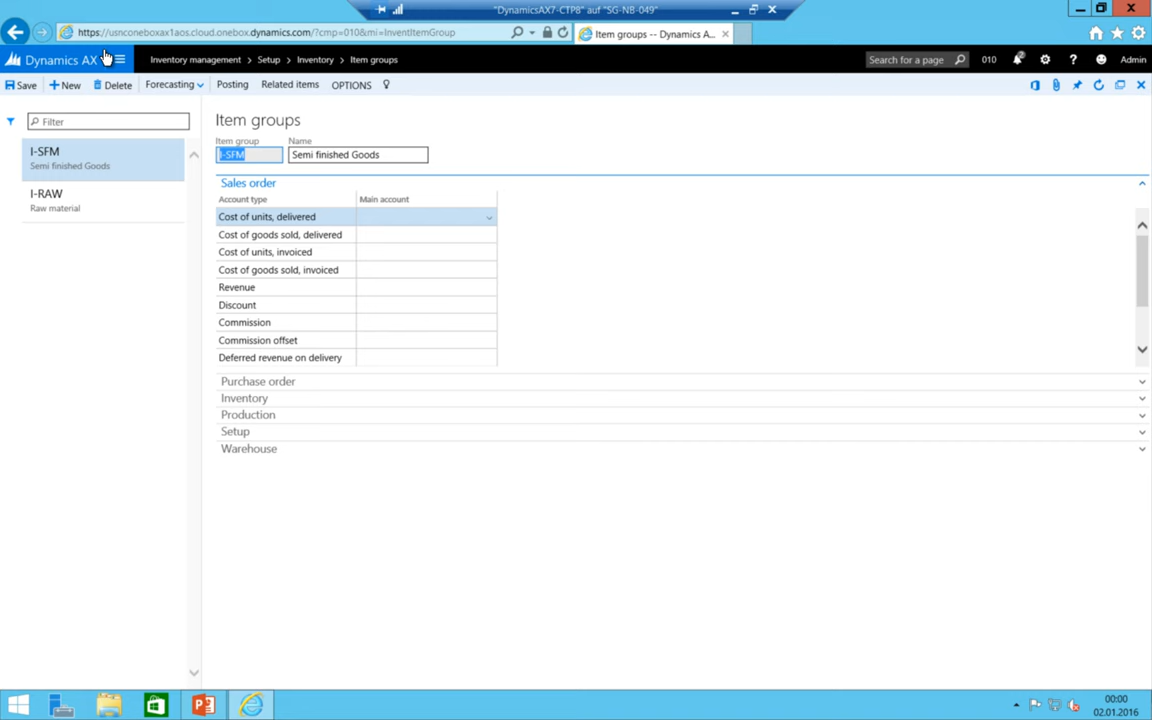 "DynamicsAX7-CTP8" auf "SG-NB-049"
https://usnconeboxax1aos.cloud.onebox.dynamics.com/?cmp=010&mi=InventItemGroup
Item groups -- Dynamics A...
Dynamics AX
Inventory management > Setup > Inventory > Item groups
Search for a page
010
Admin
Save
New
Delete
Forecasting
Posting
Related items
OPTIONS
Filter
I-SFM
Semi finished Goods
I-RAW
Raw material
Item groups
Item group Name
I-SFM Semi finished Goods
Sales order
Account type Main account
Cost of units, delivered
Cost of goods sold, delivered
Cost of units, invoiced
Cost of goods sold, invoiced
Revenue
Discount
Commission
Commission offset
Deferred revenue on delivery
Purchase order
Inventory
Production
Setup
Warehouse
00:00
02.01.2016